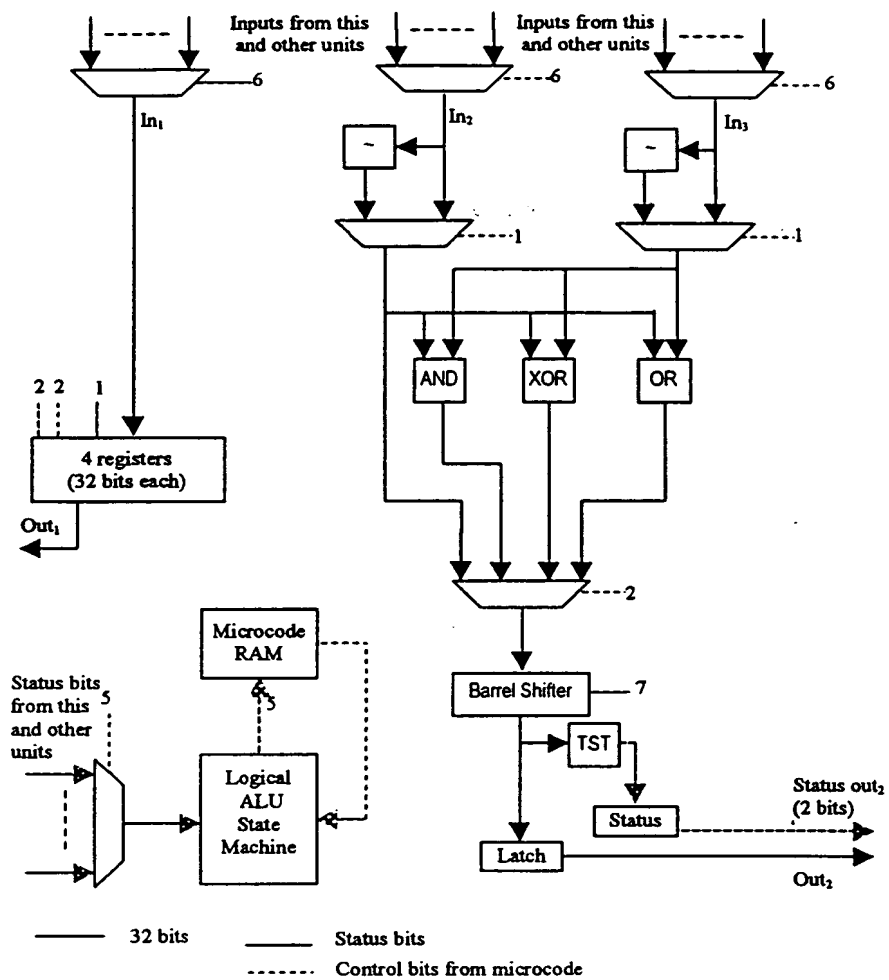 Inputs from this
and other units
Inputs from this
and other units
6
6
6
In₁
In₂
In₃
~
~
1
1
AND
XOR
OR
2 2 1
4 registers
(32 bits each)
Out₁
2
Microcode
RAM
Barrel Shifter
7
Status bits
from this
and other
units
5
5
TST
Logical
ALU
State
Machine
Status out₂
(2 bits)
Status
Latch
Out₂
32 bits
Status bits
Control bits from microcode